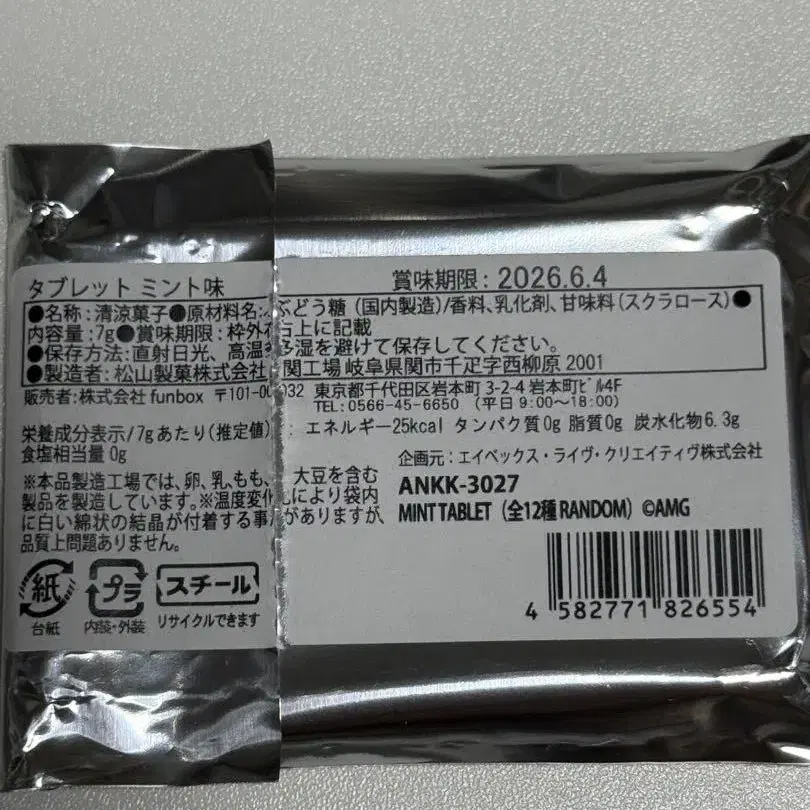 タブレット ミント味
賞味期限：2026.6.4
●名称：清涼菓子●原材料名：ぶどう糖（国内製造）/香料、乳化剤、甘味料（スクラロース）●
内容量：7g●賞味期限：枠外右上に記載
●保存方法：直射日光、高温多湿を避けて保存してください。
●製造者：松山製菓株式会社 関工場 岐阜県関市千疋字西柳原 2001
販売者：株式会社 funbox 〒101-0032 東京都千代田区岩本町 3-2-4 岩本町ﾋﾞﾙ4F
TEL：0566-45-6650 （平日 9:00〜18:00）
栄養成分表示/7gあたり（推定値）：エネルギー25kcal タンパク質0g 脂質0g 炭水化物6.3g
食塩相当量 0g
※本品製造工場では、卵、乳、もも、大豆を含む
製品を製造しています。※温度変化により袋内
に白い綿状の結晶が付着する事がありますが、
品質上問題ありません。
企画元：エイベックス・ライヴ・クリエイティヴ株式会社
ANKK-3027
MINT TABLET（全12種 RANDOM）©AMG
紙
プラ
スチール
台紙
内装・外装
リサイクルできます
4 582771 826554